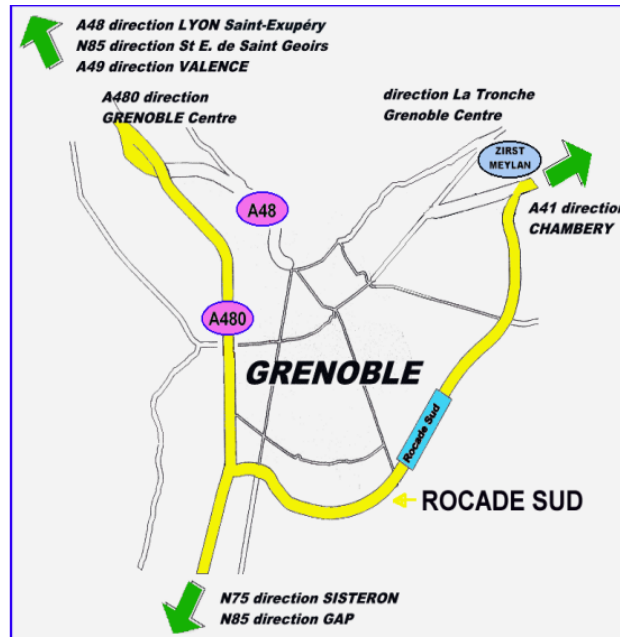 A48 direction LYON Saint-Exupéry
N85 direction St E. de Saint Geoirs
A49 direction VALENCE
A480 direction
GRENOBLE Centre
direction La Tronche
Grenoble Centre
ZIRST
MEYLAN
A48
A41 direction
CHAMBERY
A480
GRENOBLE
Rocade Sud
ROCADE SUD
N75 direction SISTERON
N85 direction GAP